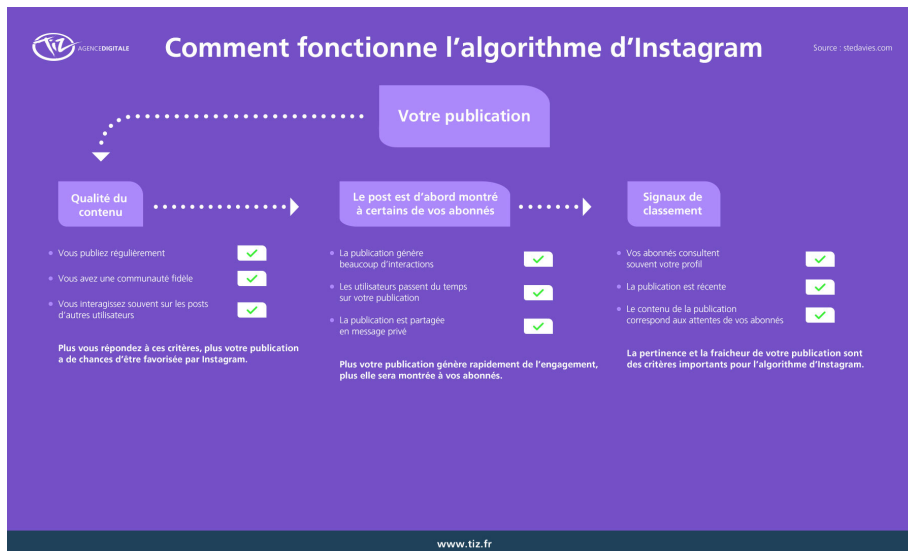 Tiz AGENCEDIGITALE
Comment fonctionne l’algorithme d’Instagram
Source : stedavies.com
Votre publication
Qualité du
contenu
Vous publiez régulièrement
Vous avez une communauté fidèle
Vous interagissez souvent sur les posts
d’autres utilisateurs
Plus vous répondez à ces critères, plus votre publication
a de chances d’être favorisée par Instagram.
Le post est d’abord montré
à certains de vos abonnés
La publication génère
beaucoup d’interactions
Les utilisateurs passent du temps
sur votre publication
La publication est partagée
en message privé
Plus votre publication génère rapidement de l’engagement,
plus elle sera montrée à vos abonnés.
Signaux de
classement
Vos abonnés consultent
souvent votre profil
La publication est récente
Le contenu de la publication
correspond aux attentes de vos abonnés
La pertinence et la fraicheur de votre publication sont
des critères importants pour l’algorithme d’Instagram.
www.tiz.fr